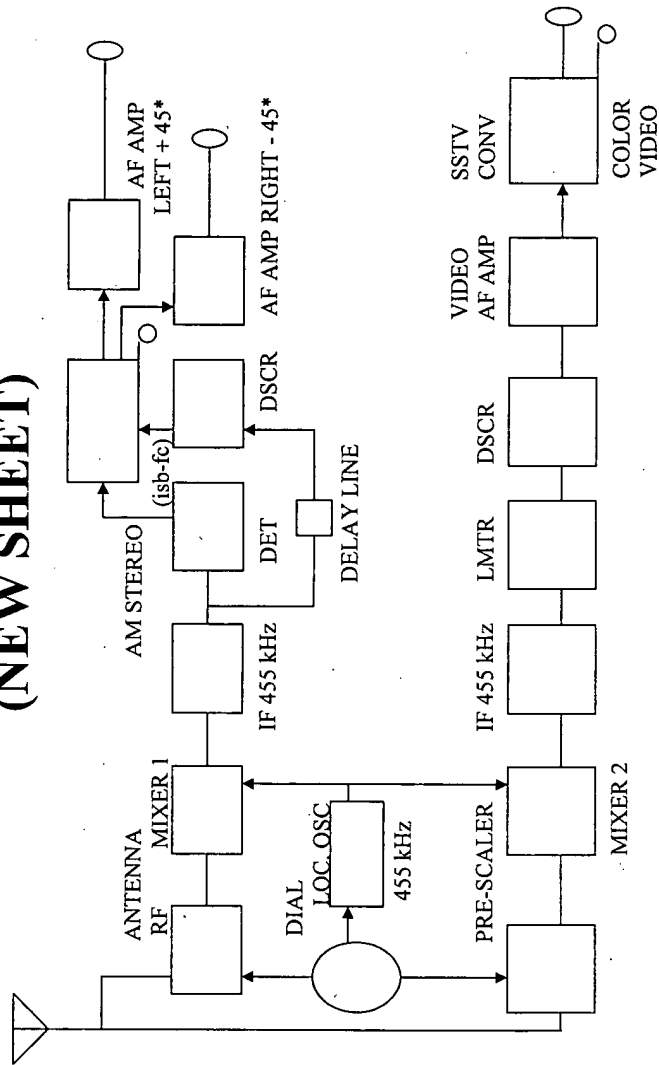 (NEW SHEET)
ANTENNA
RF
MIXER 1
IF 455 kHz
AM STEREO
(isb-fc)
DET
DSCR
DELAY LINE
AF AMP
LEFT + 45*
AF AMP RIGHT - 45*
DIAL
LOC. OSC
455 kHz
PRE-SCALER
MIXER 2
IF 455 kHz
LMTR
DSCR
VIDEO
AF AMP
SSTV
CONV
COLOR
VIDEO